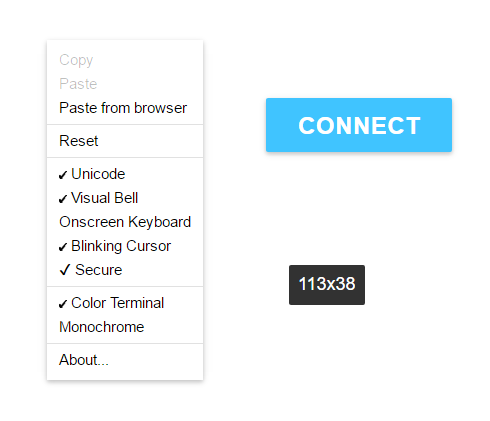 Copy
Paste
Paste from browser
Reset
✔ Unicode
✔ Visual Bell
Onscreen Keyboard
✔ Blinking Cursor
✓ Secure
✔ Color Terminal
Monochrome
About...
CONNECT
113x38